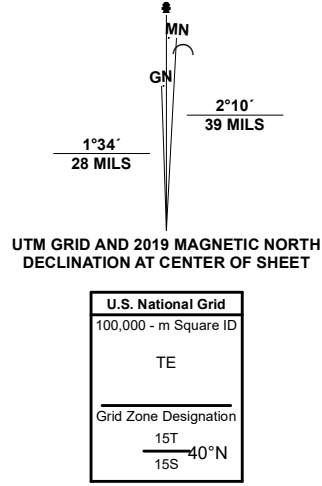 MN
GN
2°10´
39 MILS
1°34´
28 MILS
UTM GRID AND 2019 MAGNETIC NORTH
DECLINATION AT CENTER OF SHEET
U.S. National Grid
100,000 - m Square ID
TE
Grid Zone Designation
15T
40°N
15S